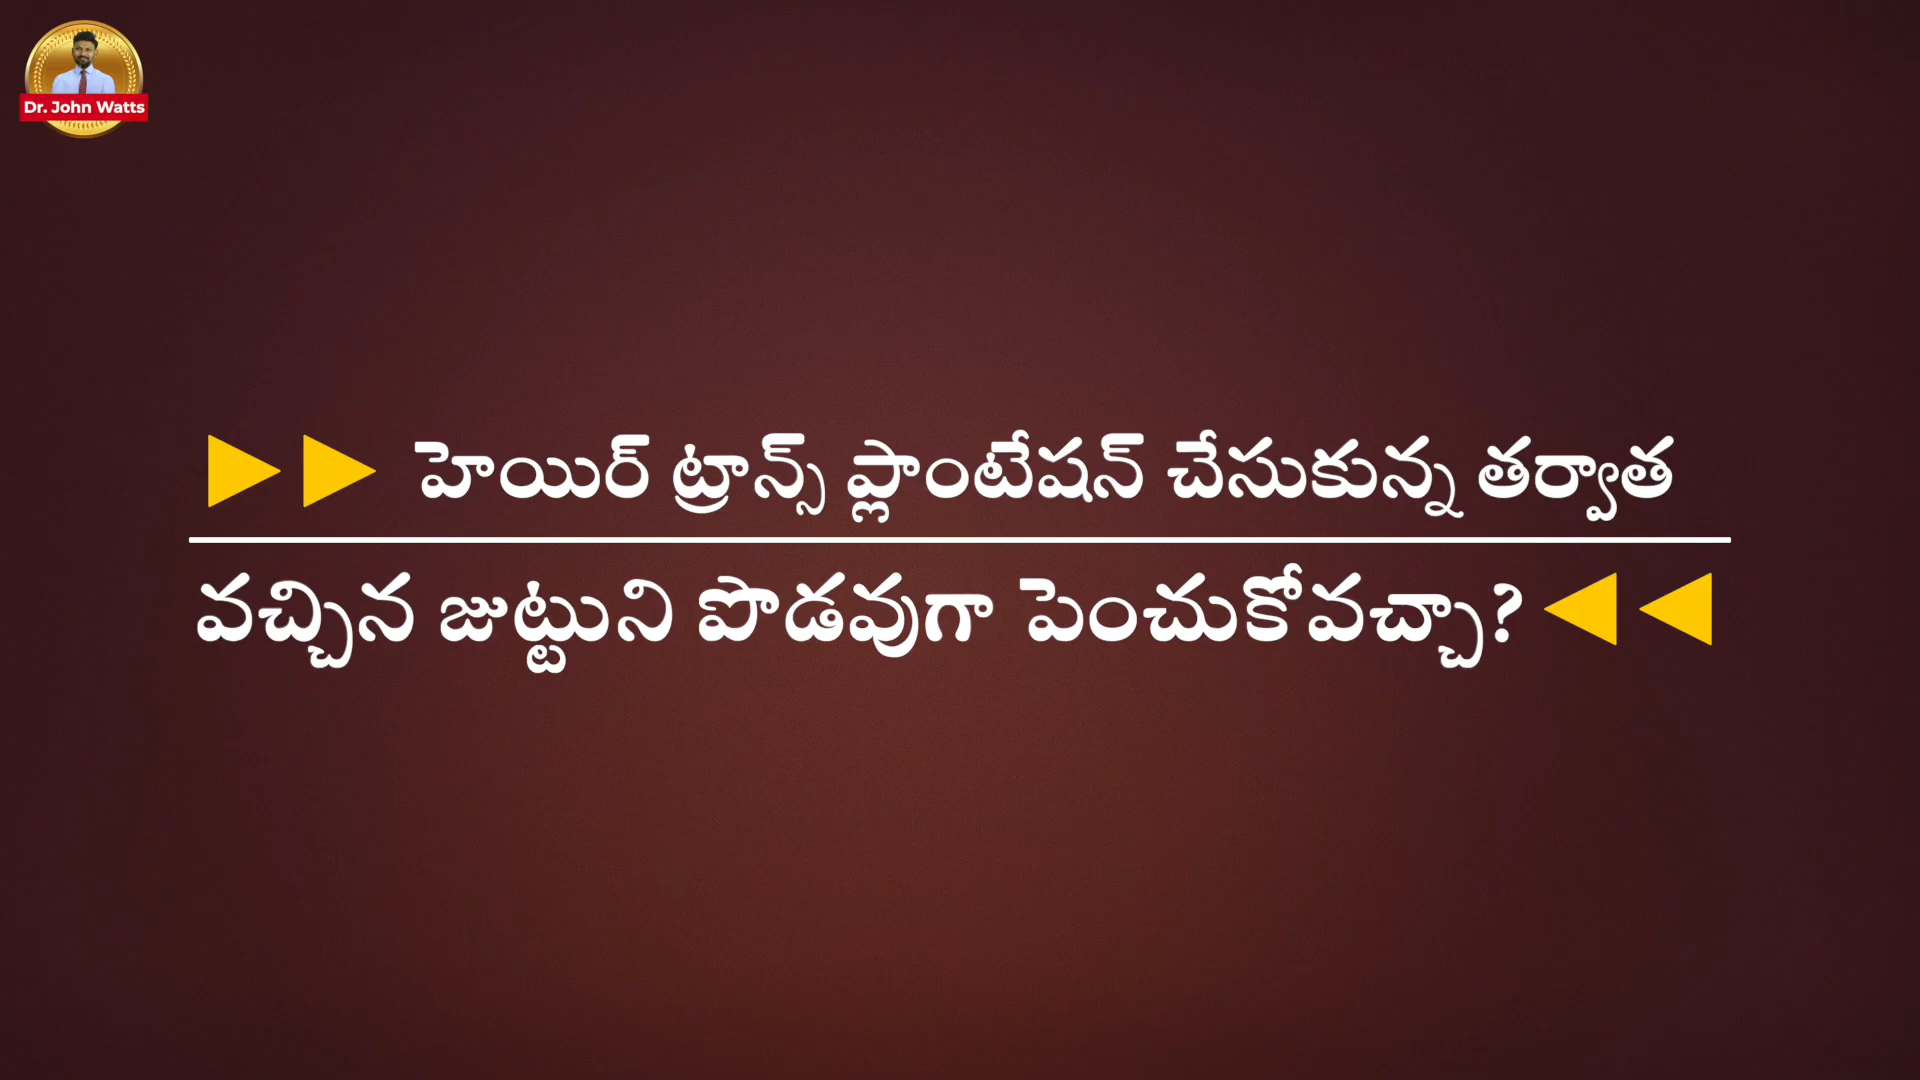 Dr. John Watts
హెయిర్ ట్రాన్స్ ప్లాంటేషన్ చేసుకున్న తర్వాత
వచ్చిన జుట్టుని పొడవుగా పెంచుకోవచ్చా?